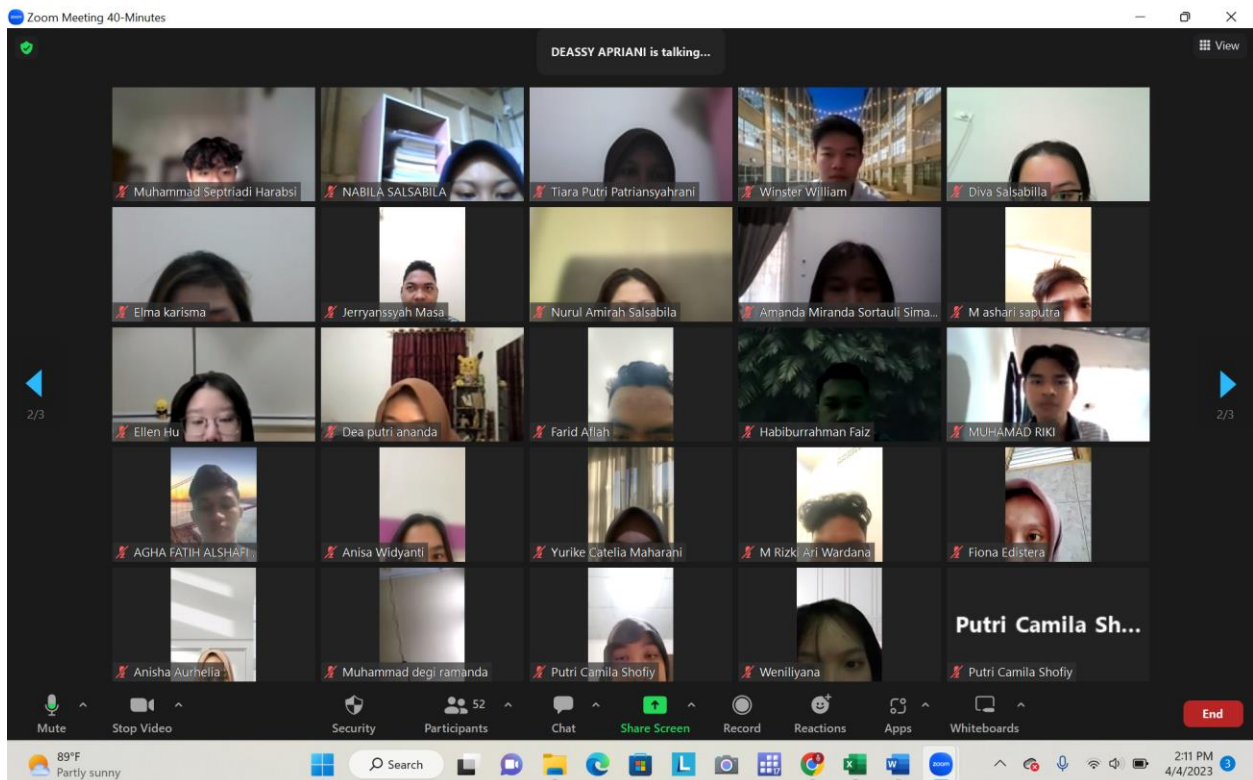 Zoom Meeting 40-Minutes
DEASSY APRIANI is talking...
View
Muhammad Septriadi Harabsi
NABILA SALSABILA
Tiara Putri Patriansyahrani
Winster William
Diva Salsabilla
Elma karisma
Jerryanssyah Masa
Nurul Amirah Salsabila
Amanda Miranda Sortauli Sima...
M ashari saputra
2/3
2/3
Ellen Hu
Dea putri ananda
Farid Aflah
Habiburrahman Faiz
MUHAMAD RIKI
AGHA FATIH ALSHAFI
Anisa Widyanti
Yurike Catelia Maharani
M Rizki Ari Wardana
Fiona Edistera
Anisha Aurhelia
Muhammad degi ramanda
Putri Camila Shofiy
Weniliyana
Putri Camila Sh...
Putri Camila Shofiy
Mute
Stop Video
Security
52
Participants
Chat
Share Screen
Record
Reactions
Apps
Whiteboards
End
89°F
Partly sunny
Search
L
zoom
2:11 PM
4/4/2023
3